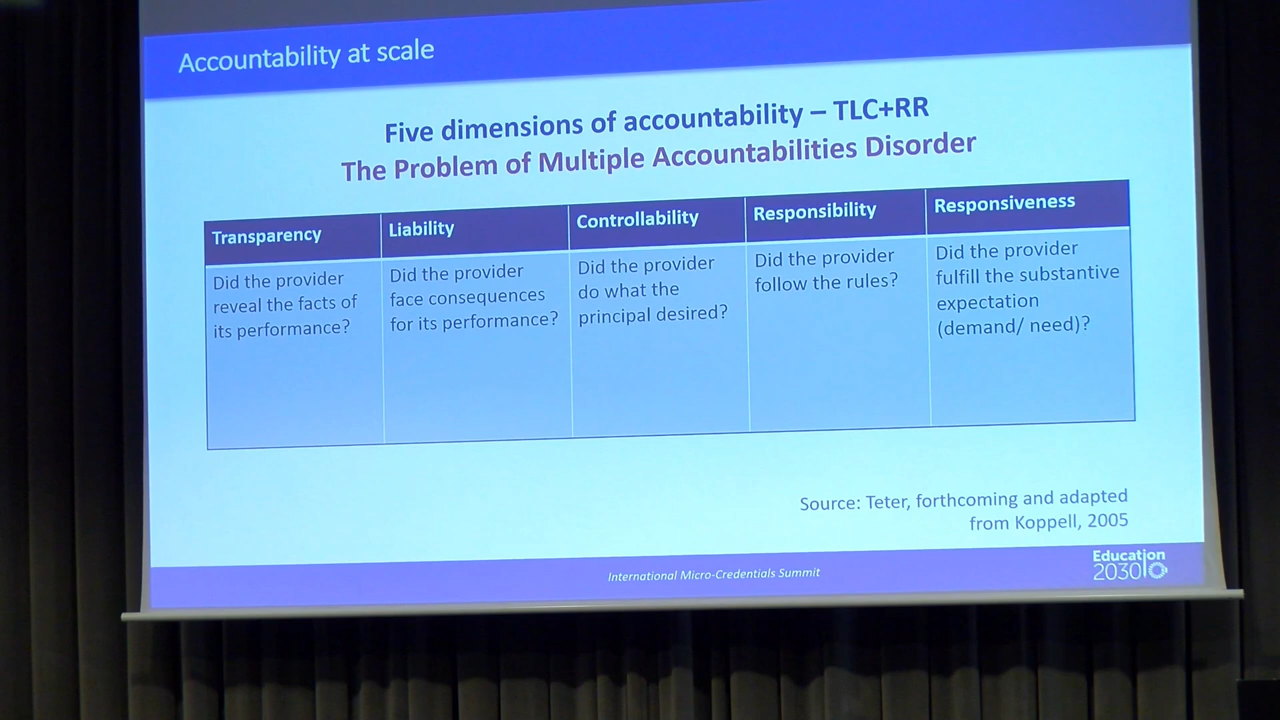 Accountability at scale
Five dimensions of accountability – TLC+RR
The Problem of Multiple Accountabilities Disorder
Transparency
Liability
Controllability
Responsibility
Responsiveness
Did the provider
reveal the facts of
its performance?
Did the provider
face consequences
for its performance?
Did the provider
do what the
principal desired?
Did the provider
follow the rules?
Did the provider
fulfill the substantive
expectation
(demand/ need)?
Source: Teter, forthcoming and adapted
from Koppell, 2005
International Micro-Credentials Summit
Education
2030